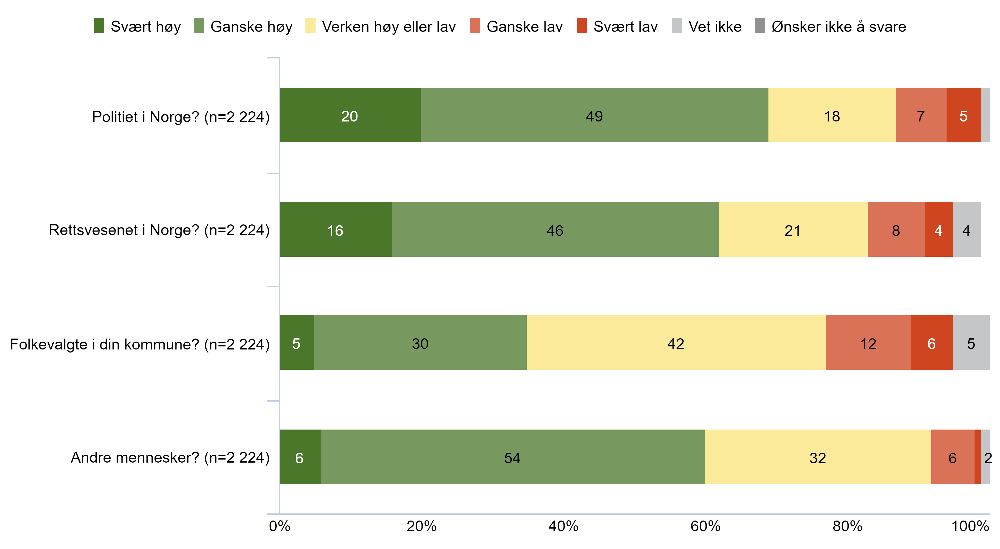 Svært høy Ganske høy Verken høy eller lav Ganske lav Svært lav Vet ikke Ønsker ikke å svare
Politiet i Norge? (n=2 224) 20 49 18 7 5
Rettsvesenet i Norge? (n=2 224) 16 46 21 8 4 4
Folkevalgte i din kommune? (n=2 224) 5 30 42 12 6 5
Andre mennesker? (n=2 224) 6 54 32 6 2
0% 20% 40% 60% 80% 100%